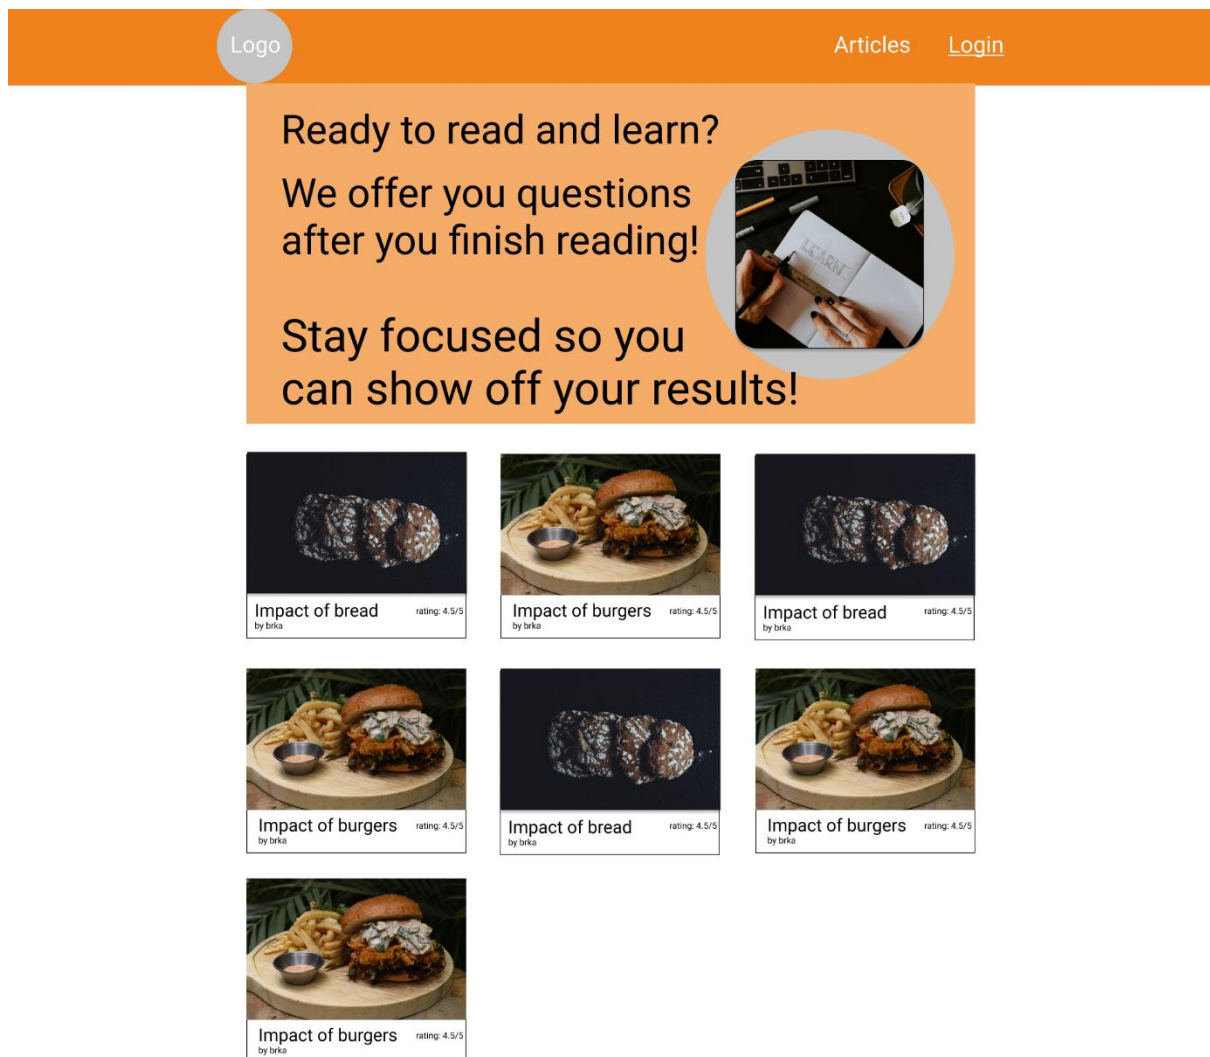 Logo
Articles
Login
Ready to read and learn?
We offer you questions
after you finish reading!
LEARN
Stay focused so you
can show off your results!
Impact of bread
rating: 4.5/5
by brka
Impact of burgers
rating: 4.5/5
by brka
Impact of bread
rating: 4.5/5
by brka
Impact of burgers
rating: 4.5/5
by brka
Impact of bread
rating: 4.5/5
by brka
Impact of burgers
rating: 4.5/5
by brka
Impact of burgers
rating: 4.5/5
by brka